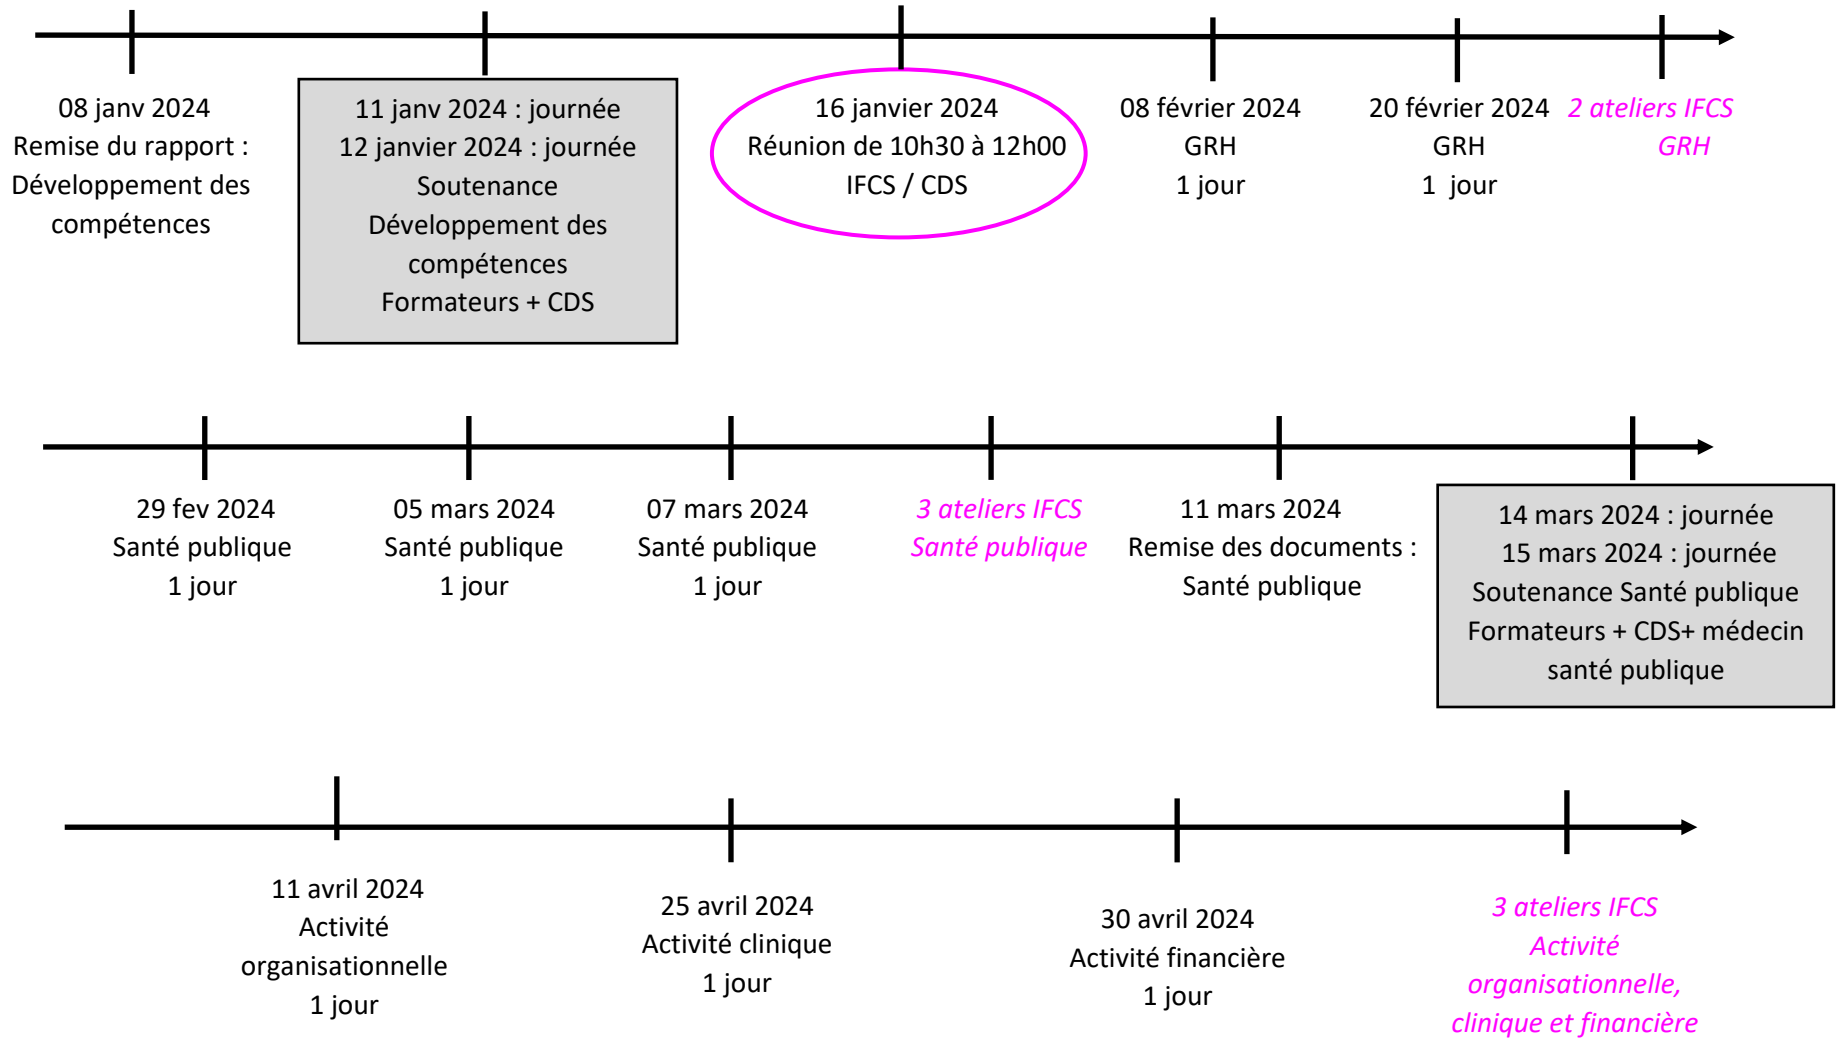 08 janv 2024
Remise du rapport :
Développement des
compétences
11 janv 2024 : journée
12 janvier 2024 : journée
Soutenance
Développement des
compétences
Formateurs + CDS
16 janvier 2024
Réunion de 10h30 à 12h00
IFCS / CDS
08 février 2024
GRH
1 jour
20 février 2024
GRH
1 jour
2 ateliers IFCS
GRH
29 fev 2024
Santé publique
1 jour
05 mars 2024
Santé publique
1 jour
07 mars 2024
Santé publique
1 jour
3 ateliers IFCS
Santé publique
11 mars 2024
Remise des documents :
Santé publique
14 mars 2024 : journée
15 mars 2024 : journée
Soutenance Santé publique
Formateurs + CDS+ médecin
santé publique
11 avril 2024
Activité
organisationnelle
1 jour
25 avril 2024
Activité clinique
1 jour
30 avril 2024
Activité financière
1 jour
3 ateliers IFCS
Activité
organisationnelle,
clinique et financière